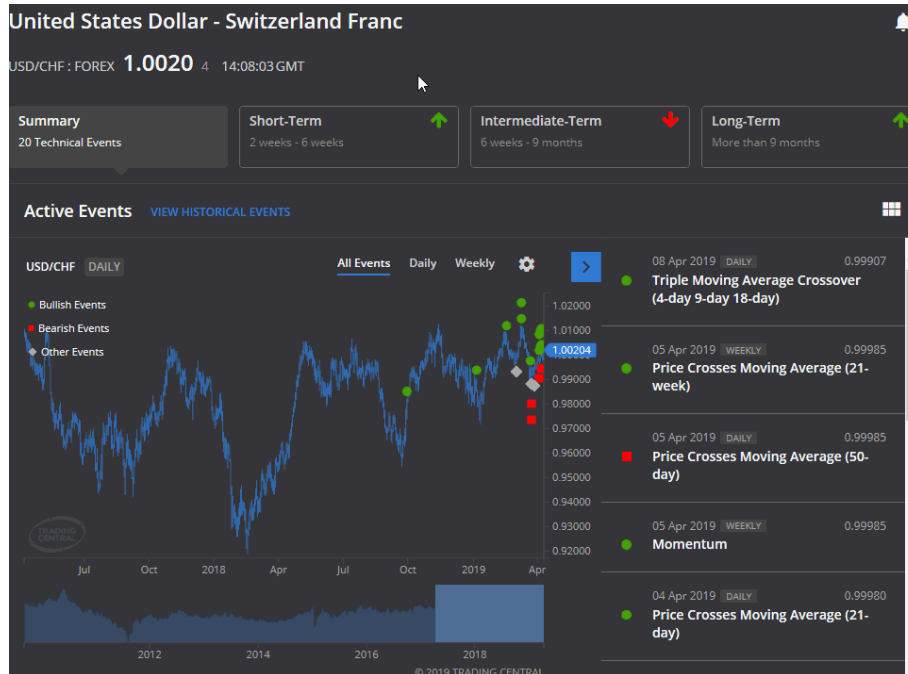 United States Dollar - Switzerland Franc
USD/CHF : FOREX 1.0020 4 14:08:03 GMT
Summary
20 Technical Events
Short-Term
2 weeks - 6 weeks
Intermediate-Term
6 weeks - 9 months
Long-Term
More than 9 months
Active Events VIEW HISTORICAL EVENTS
USD/CHF DAILY
All Events Daily Weekly
Bullish Events
Bearish Events
Other Events
1.02000
1.01000
1.00204
0.99000
0.98000
0.97000
0.96000
0.95000
0.94000
0.93000
0.92000
TRADING
CENTRAL
Jul Oct 2018 Apr Jul Oct 2019 Apr
2012 2014 2016 2018
© 2019 TRADING CENTRAL
08 Apr 2019 DAILY 0.99907
Triple Moving Average Crossover
(4-day 9-day 18-day)
05 Apr 2019 WEEKLY 0.99985
Price Crosses Moving Average (21-
week)
05 Apr 2019 DAILY 0.99985
Price Crosses Moving Average (50-
day)
05 Apr 2019 WEEKLY 0.99985
Momentum
04 Apr 2019 DAILY 0.99980
Price Crosses Moving Average (21-
day)